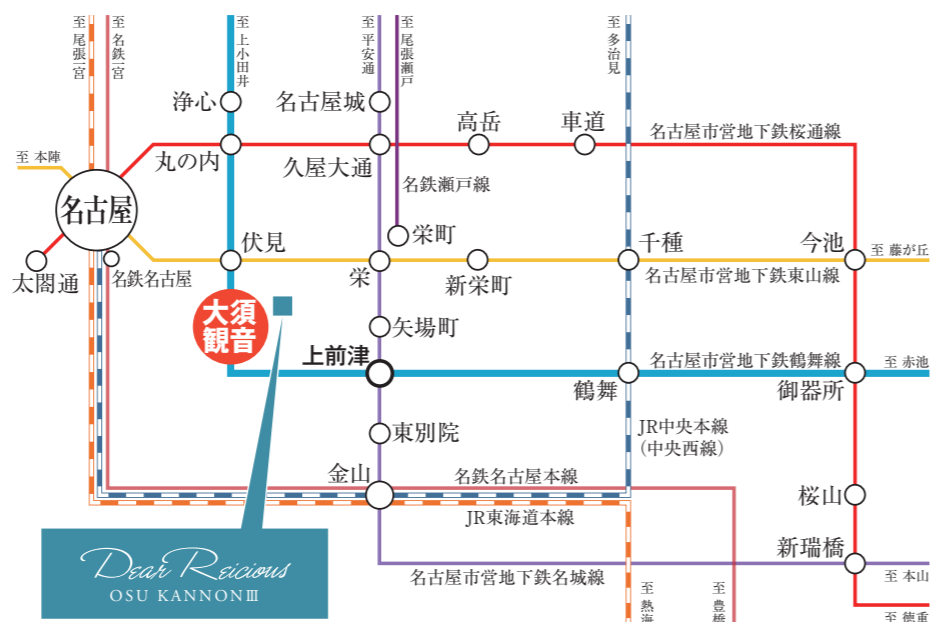 至 尾張一宮
至 名鉄一宮
至 上小田井
至 平安通
至 尾張瀬戸
至 多治見
浄心
名古屋城
高岳
車道
名古屋市営地下鉄桜通線
丸の内
久屋大通
至 本陣
名鉄瀬戸線
名古屋
栄町
伏見
千種
今池
至 藤が丘
太閤通
名鉄名古屋
栄
新栄町
名古屋市営地下鉄東山線
大須
観音
矢場町
上前津
名古屋市営地下鉄鶴舞線
至 赤池
鶴舞
御器所
東別院
JR中央本線
（中央西線）
金山
名鉄名古屋本線
桜山
JR東海道本線
新瑞橋
名古屋市営地下鉄名城線
至 本山
至 熱海
至 豊橋
至 徳重
Dear Reicious
OSU KANNONⅢ